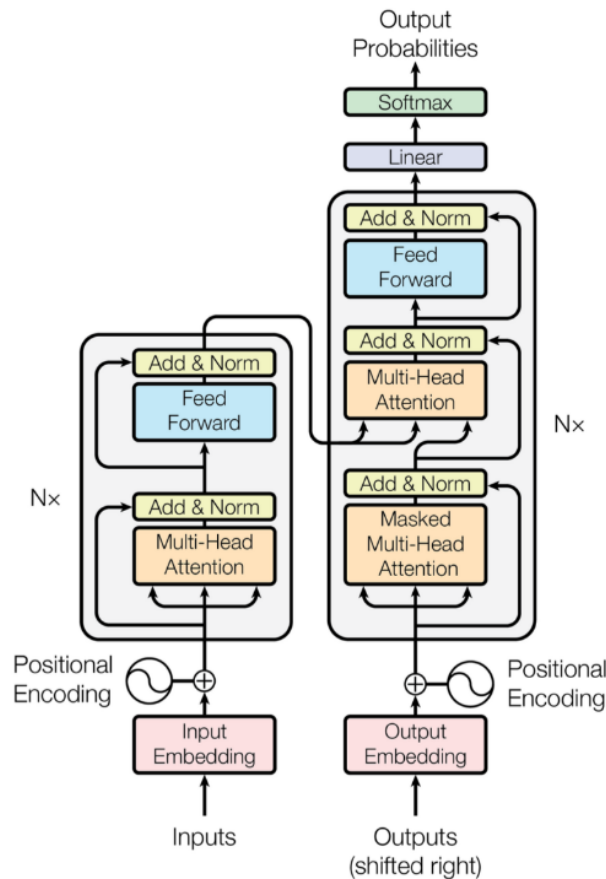 Output
Probabilities
Softmax
Linear
Add & Norm
Feed
Forward
Add & Norm
Multi-Head
Attention
Add & Norm
Masked
Multi-Head
Attention
N×
Add & Norm
Feed
Forward
Add & Norm
Multi-Head
Attention
N×
Positional
Encoding
Positional
Encoding
Input
Embedding
Output
Embedding
Inputs
Outputs
(shifted right)